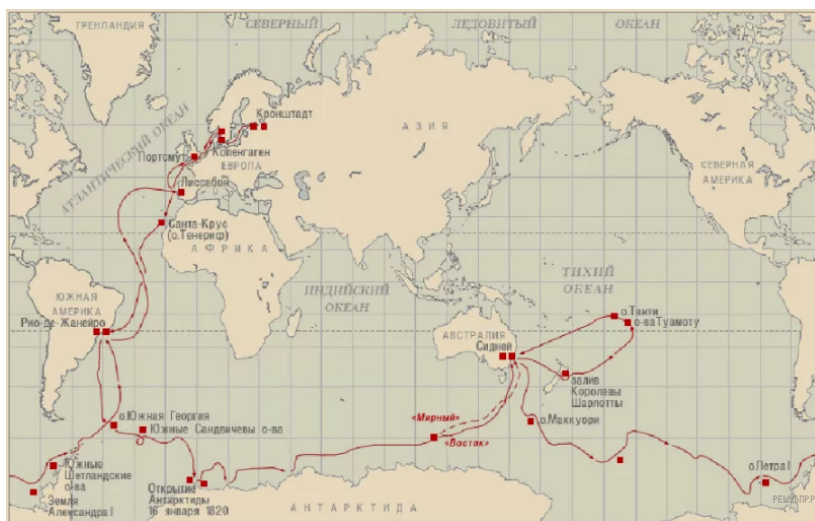 ГРЕНЛАНДИЯ
СЕВЕРНЫЙ
ЛЕДОВИТЫЙ
ОКЕАН
АТЛАНТИЧЕСКИЙ ОКЕАН
Кронштадт
АЗИЯ
Портсмут
Копенгаген
ЕВРОПА
СЕВЕРНАЯ
АМЕРИКА
Лиссабон
Санта-Крус
(о.Тенериф)
АФРИКА
ИНДИЙСКИЙ
ОКЕАН
ТИХИЙ
ОКЕАН
ЮЖНАЯ
АМЕРИКА
Рио-де-Жанейро
о.Таити
о-ва Туамоту
АВСТРАЛИЯ
Сидней
залив
Королевы
Шарлотты
о.Южная Георгия
Южные Сандвичевы о-ва
«Мирный»
«Восток»
о.Маккуори
Южные
Шетландские
о-ва
Земля
Александра I
Открытие
Антарктиды
16 января 1820
АНТАРКТИДА
о.Петра I